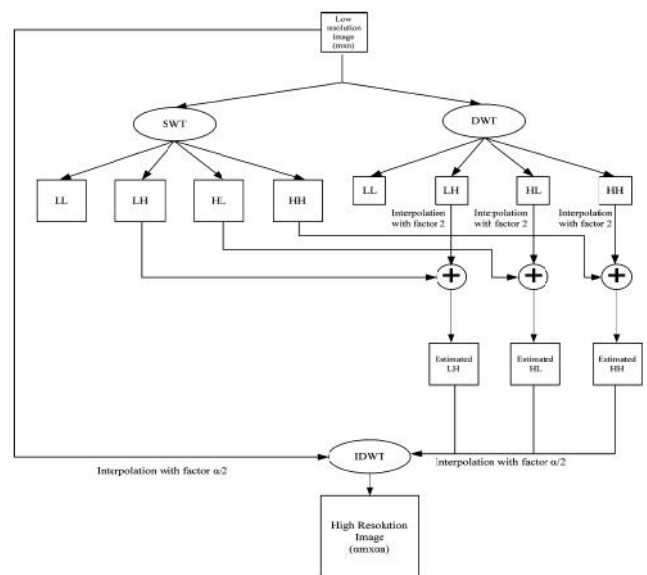 Low
resolution
image
(mxn)
SWT
DWT
LL
LH
HL
HH
LL
LH
HL
HH
Interpolation
with factor 2
Interpolation
with factor 2
Interpolation
with factor 2
+
+
+
Estimated
LH
Estimated
HL
Estimated
HH
Interpolation with factor α/2
IDWT
Interpolation with factor α/2
High Resolution
Image
(αmxαn)